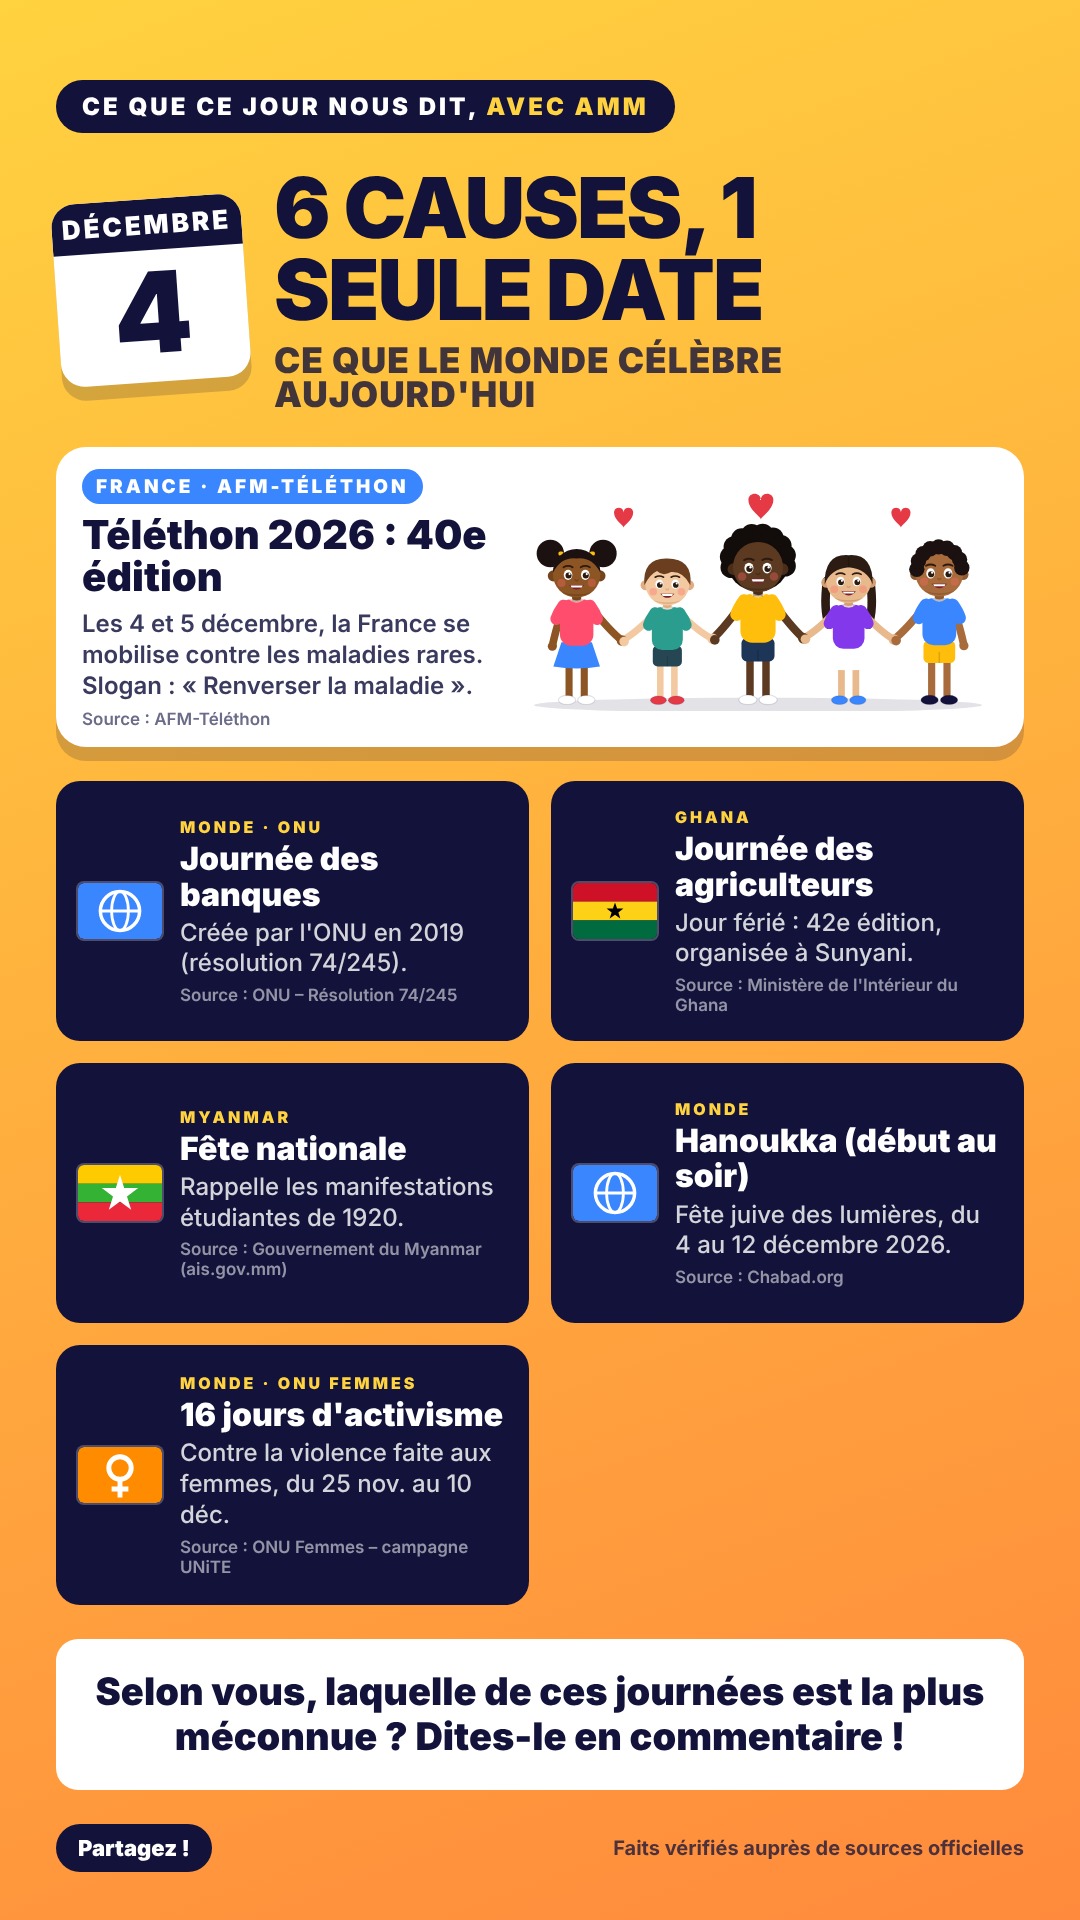 CE QUE CE JOUR NOUS DIT, AVEC AMM
DÉCEMBRE
4
6 CAUSES, 1
SEULE DATE
CE QUE LE MONDE CÉLÈBRE
AUJOURD'HUI
FRANCE · AFM-TÉLÉTHON
Téléthon 2026 : 40e
édition
Les 4 et 5 décembre, la France se
mobilise contre les maladies rares.
Slogan : « Renverser la maladie ».
Source : AFM-Téléthon
MONDE · ONU
Journée des
banques
Créée par l'ONU en 2019
(résolution 74/245).
Source : ONU – Résolution 74/245
GHANA
Journée des
agriculteurs
Jour férié : 42e édition,
organisée à Sunyani.
Source : Ministère de l'Intérieur du
Ghana
MYANMAR
Fête nationale
Rappelle les manifestations
étudiantes de 1920.
Source : Gouvernement du Myanmar
(ais.gov.mm)
MONDE
Hanoukka (début au
soir)
Fête juive des lumières, du
4 au 12 décembre 2026.
Source : Chabad.org
MONDE · ONU FEMMES
16 jours d'activisme
Contre la violence faite aux
femmes, du 25 nov. au 10
déc.
Source : ONU Femmes – campagne
UNiTE
Selon vous, laquelle de ces journées est la plus
méconnue ? Dites-le en commentaire !
Partagez !
Faits vérifiés auprès de sources officielles